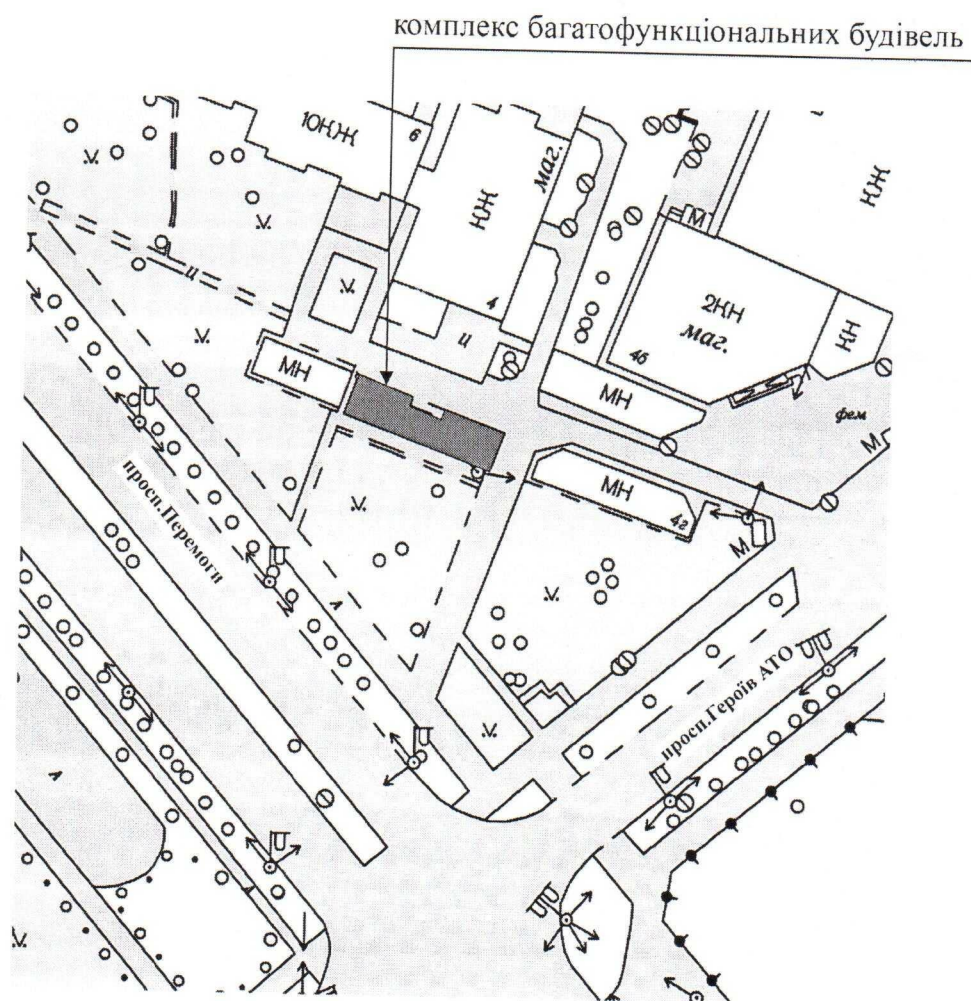 комплекс багатофункціональних будівель
10КЖ
6
маг.
КЖ
КЖ
М
2КН
маг.
КН
4
ц
ц
4б
МН
МН
фем
М
МН
4г
М
просп.Перемоги
просп.Героїв АТО